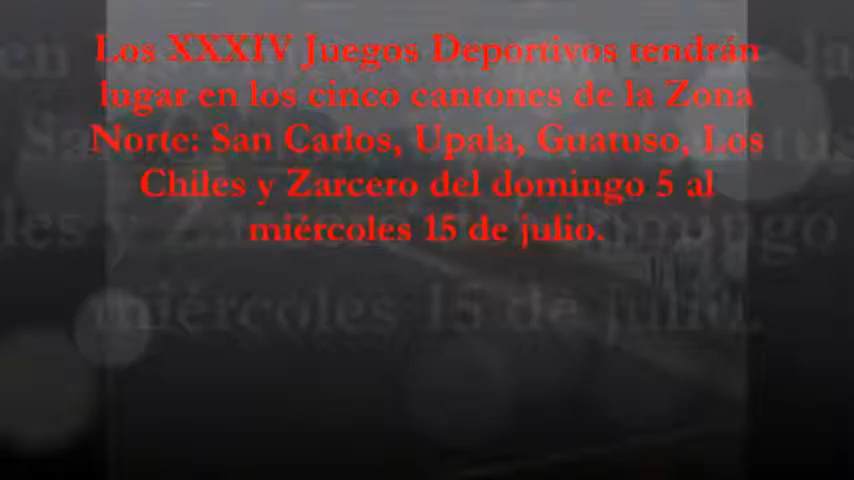 Los XXXIV Juegos Deportivos tendrán
lugar en los cinco cantones de la Zona
Norte: San Carlos, Upala, Guatuso, Los
Chiles y Zarcero del domingo 5 al
miércoles 15 de julio.